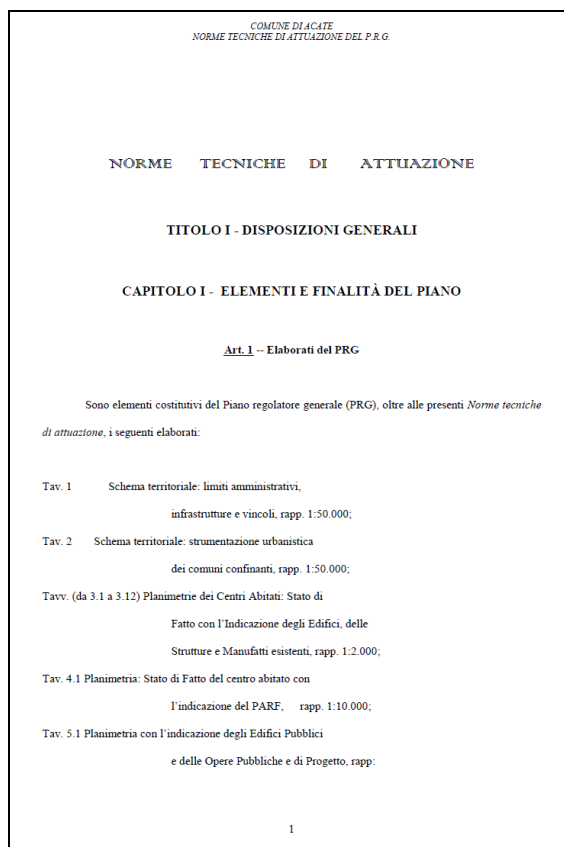 COMUNE DI ACATE
NORME TECNICHE DI ATTUAZIONE DEL P.R.G.
NORME TECNICHE DI ATTUAZIONE
TITOLO I - DISPOSIZIONI GENERALI
CAPITOLO I - ELEMENTI E FINALITÀ DEL PIANO
Art. 1 -- Elaborati del PRG
Sono elementi costitutivi del Piano regolatore generale (PRG), oltre alle presenti Norme tecniche
di attuazione, i seguenti elaborati:
Tav. 1 Schema territoriale: limiti amministrativi,
infrastrutture e vincoli, rapp. 1:50.000;
Tav. 2 Schema territoriale: strumentazione urbanistica
dei comuni confinanti, rapp. 1:50.000;
Tavv. (da 3.1 a 3.12) Planimetrie dei Centri Abitati: Stato di
Fatto con l'Indicazione degli Edifici, delle
Strutture e Manufatti esistenti, rapp. 1:2.000;
Tav. 4.1 Planimetria: Stato di Fatto del centro abitato con
l'indicazione del PARF, rapp. 1:10.000;
Tav. 5.1 Planimetria con l'indicazione degli Edifici Pubblici
e delle Opere Pubbliche e di Progetto, rapp:
1